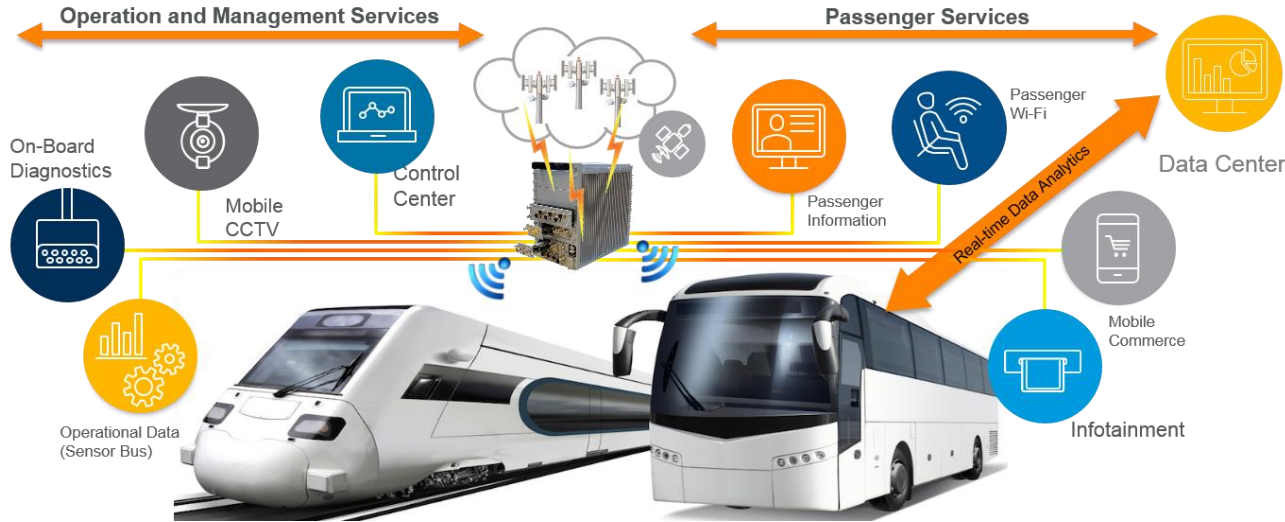 Operation and Management Services
Passenger Services
On-Board
Diagnostics
Mobile
CCTV
Control
Center
Passenger
Information
Passenger
Wi-Fi
Data Center
Real-time Data Analytics
Mobile
Commerce
Operational Data
(Sensor Bus)
Infotainment